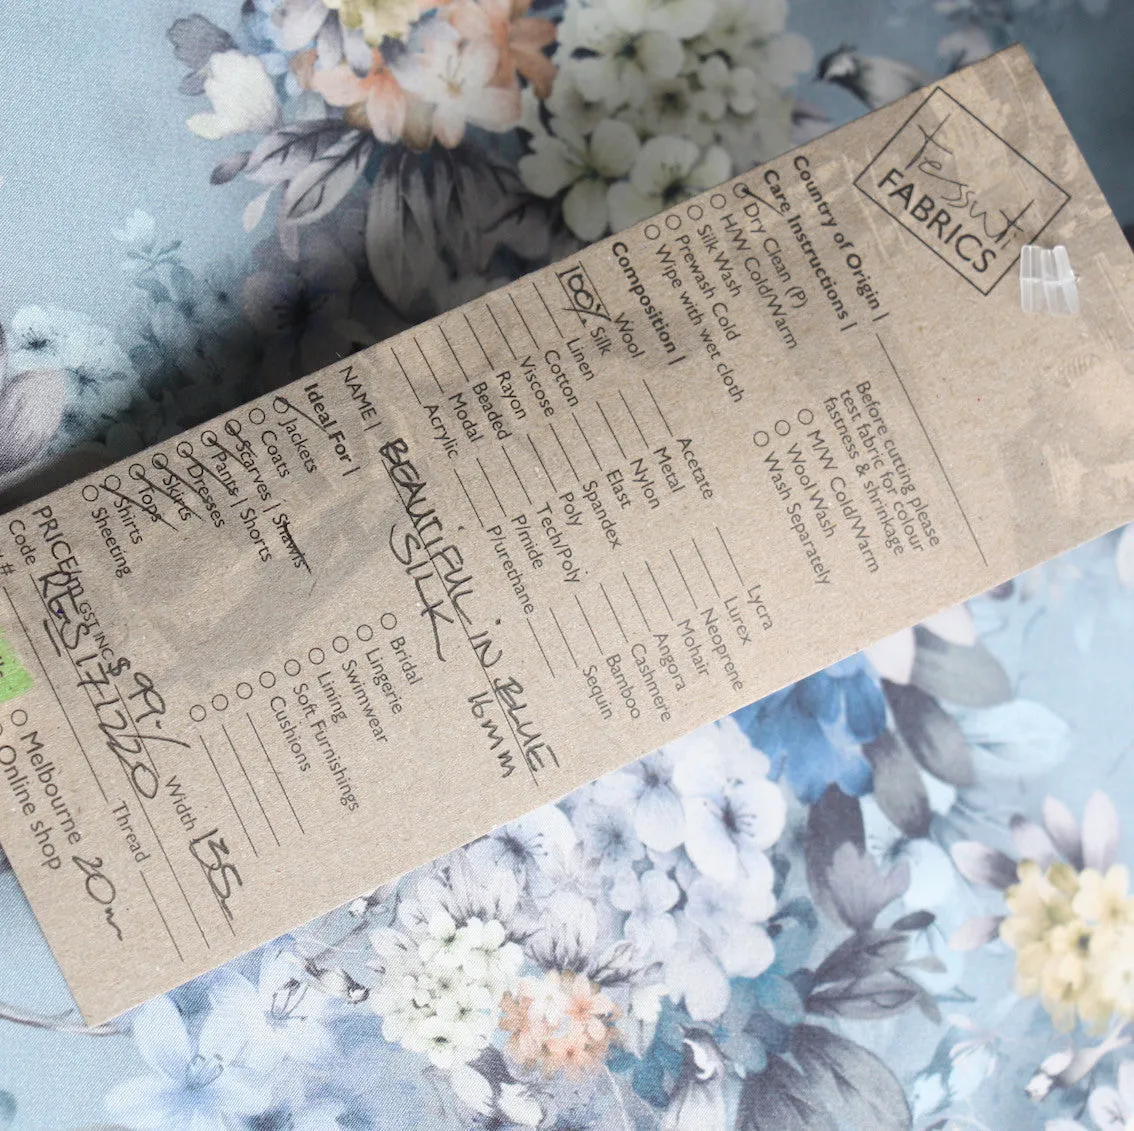 Tessuti
FABRICS
Country of Origin |
Care Instructions |
Dry Clean (P)
H/W Cold/Warm
Silk Wash
Prewash Cold
Wipe with wet cloth
Before cutting please
test fabric for colour
fastness & shrinkage
M/W Cold/Warm
Wool Wash
Wash Separately
Composition |
Wool
100% Silk
Linen
Cotton
Viscose
Rayon
Beaded
Modal
Acrylic
Acetate
Metal
Nylon
Elast
Spandex
Poly
Tech/Poly
P/mide
Plurethane
Lycra
Lurex
Neoprene
Mohair
Angora
Cashmere
Bamboo
Sequin
NAME | BEAUTIFUL IN BLUE
SILK 16mm
Ideal For |
Jackets
Coats
Scarves | Shawls
Pants | Shorts
Dresses
Skirts
Tops
Shirts
Sheeting
Bridal
Lingerie
Swimwear
Lining
Soft Furnishings
Cushions
PRICE/m GST INC $99./ Width 135
Code RES171220
# Thread
Melbourne 20m
Online shop